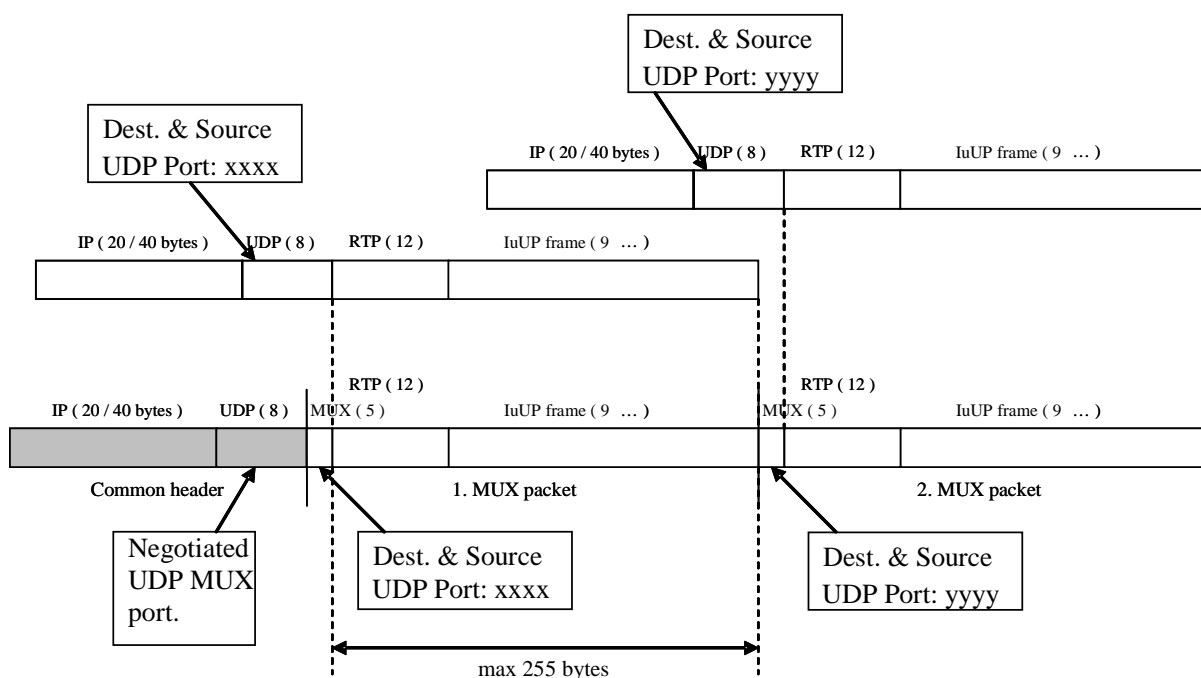 Dest. & Source
UDP Port: yyyy
Dest. & Source
UDP Port: xxxx
IP ( 20 / 40 bytes ) UDP ( 8 ) RTP ( 12 ) IuUP frame ( 9 … )
IP ( 20 / 40 bytes ) UDP ( 8 ) RTP ( 12 ) IuUP frame ( 9 … )
RTP ( 12 ) RTP ( 12 )
IP ( 20 / 40 bytes ) UDP ( 8 ) MUX ( 5 ) IuUP frame ( 9 … ) MUX ( 5 ) IuUP frame ( 9 … )
Common header 1. MUX packet 2. MUX packet
Negotiated
UDP MUX
port.
Dest. & Source
UDP Port: xxxx
Dest. & Source
UDP Port: yyyy
max 255 bytes